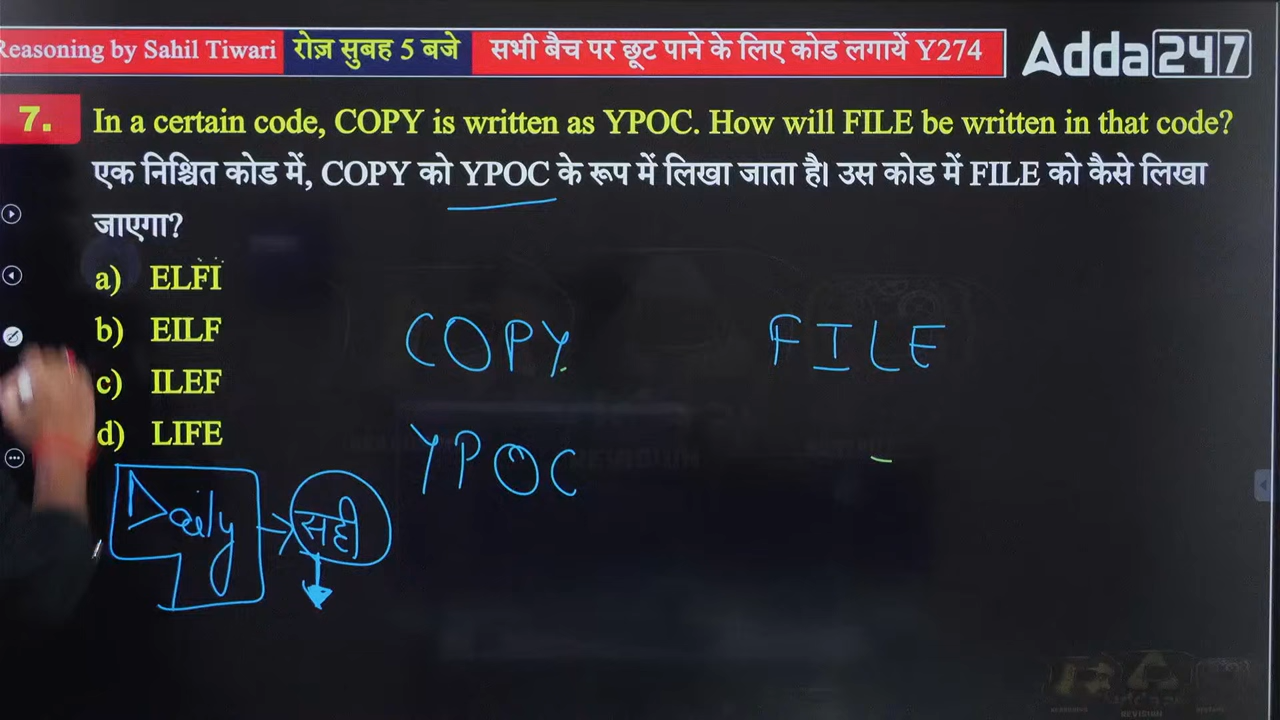 Reasoning by Sahil Tiwari रोज़ सुबह 5 बजे सभी बैच पर छूट पाने के लिए कोड लगायें Y274 Adda247
7. In a certain code, COPY is written as YPOC. How will FILE be written in that code?
एक निश्चित कोड में, COPY को YPOC के रूप में लिखा जाता है। उस कोड में FILE को कैसे लिखा
जाएगा?
a) ELFI
b) EILF
c) ILEF
d) LIFE
COPY FILE
YPOC
Daily सही